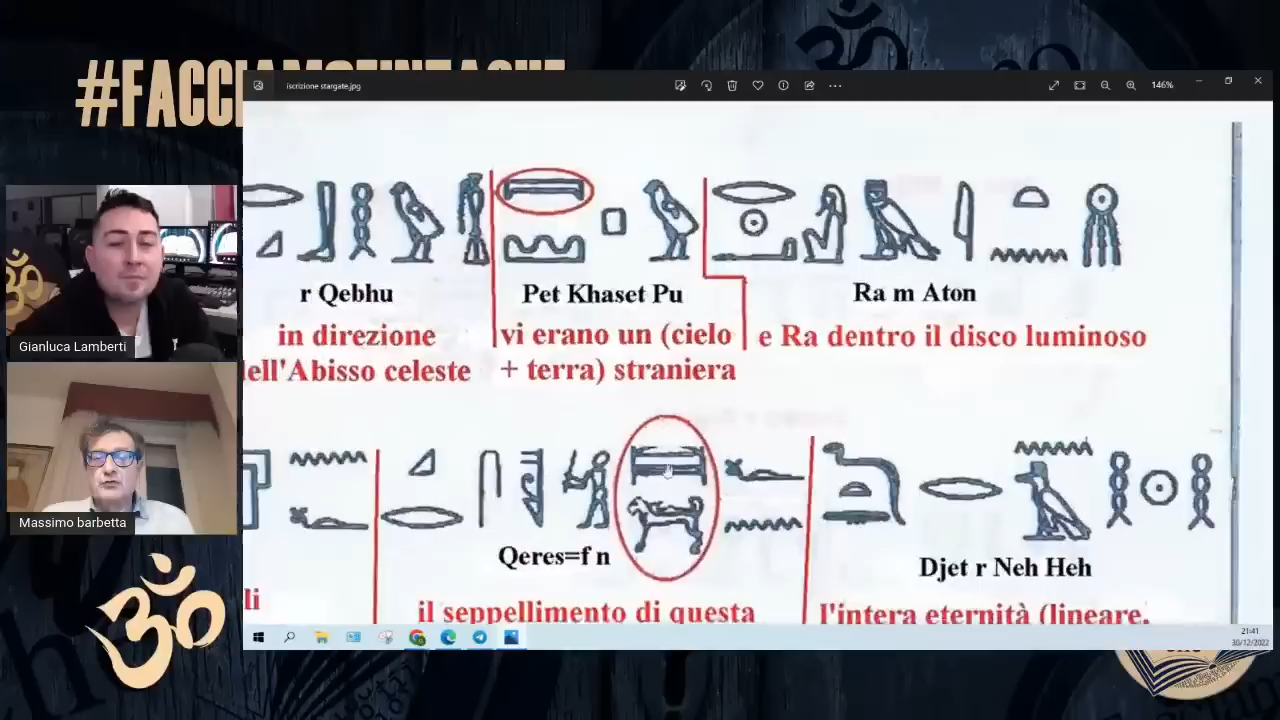 #FACCIAMOFINTACHE
iscrizione stargate.jpg
146%
r Qebhu
Pet Khaset Pu
Ra m Aton
in direzione
vi erano un (cielo
e Ra dentro il disco luminoso
ell'Abisso celeste
+ terra) straniera
Gianluca Lamberti
Massimo barbetta
Qeres=f n
Djet r Neh Heh
li
il seppellimento di questa
l'intera eternità (lineare,
21:41
30/12/2022
ॐ